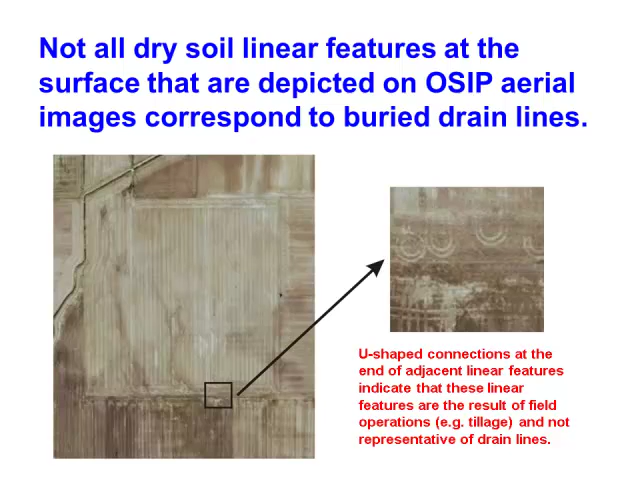 Not all dry soil linear features at the
surface that are depicted on OSIP aerial
images correspond to buried drain lines.
U-shaped connections at the
end of adjacent linear features
indicate that these linear
features are the result of field
operations (e.g. tillage) and not
representative of drain lines.